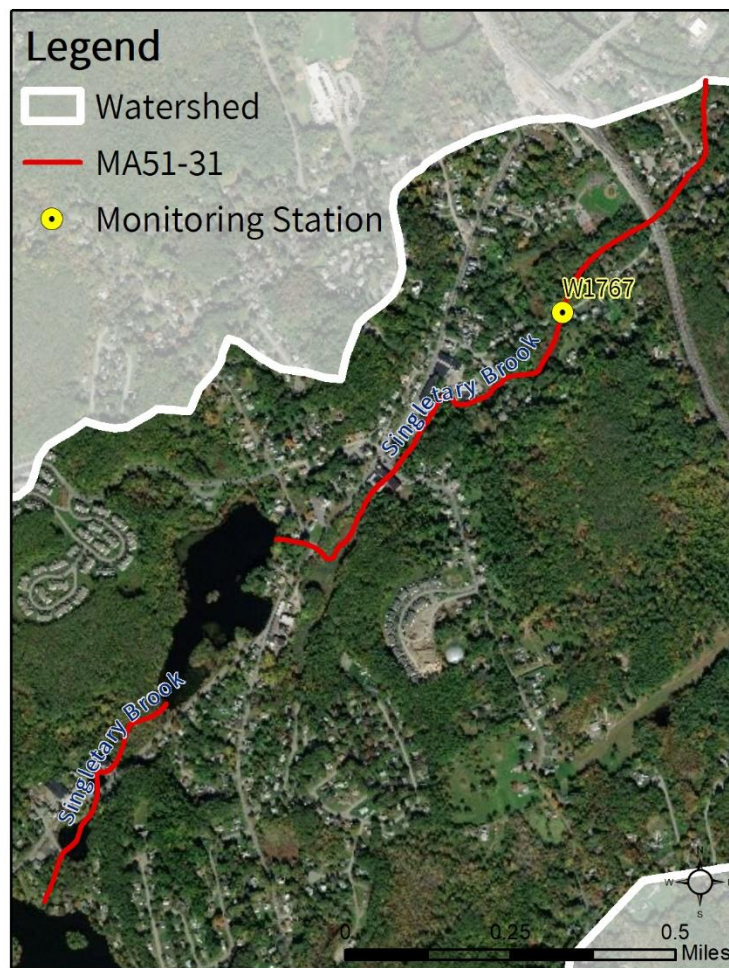 Legend
Watershed
MA51-31
Monitoring Station
W1767
Singletary Brook
Singletary Brook
N
W
S
0
0.25
0.5
Miles